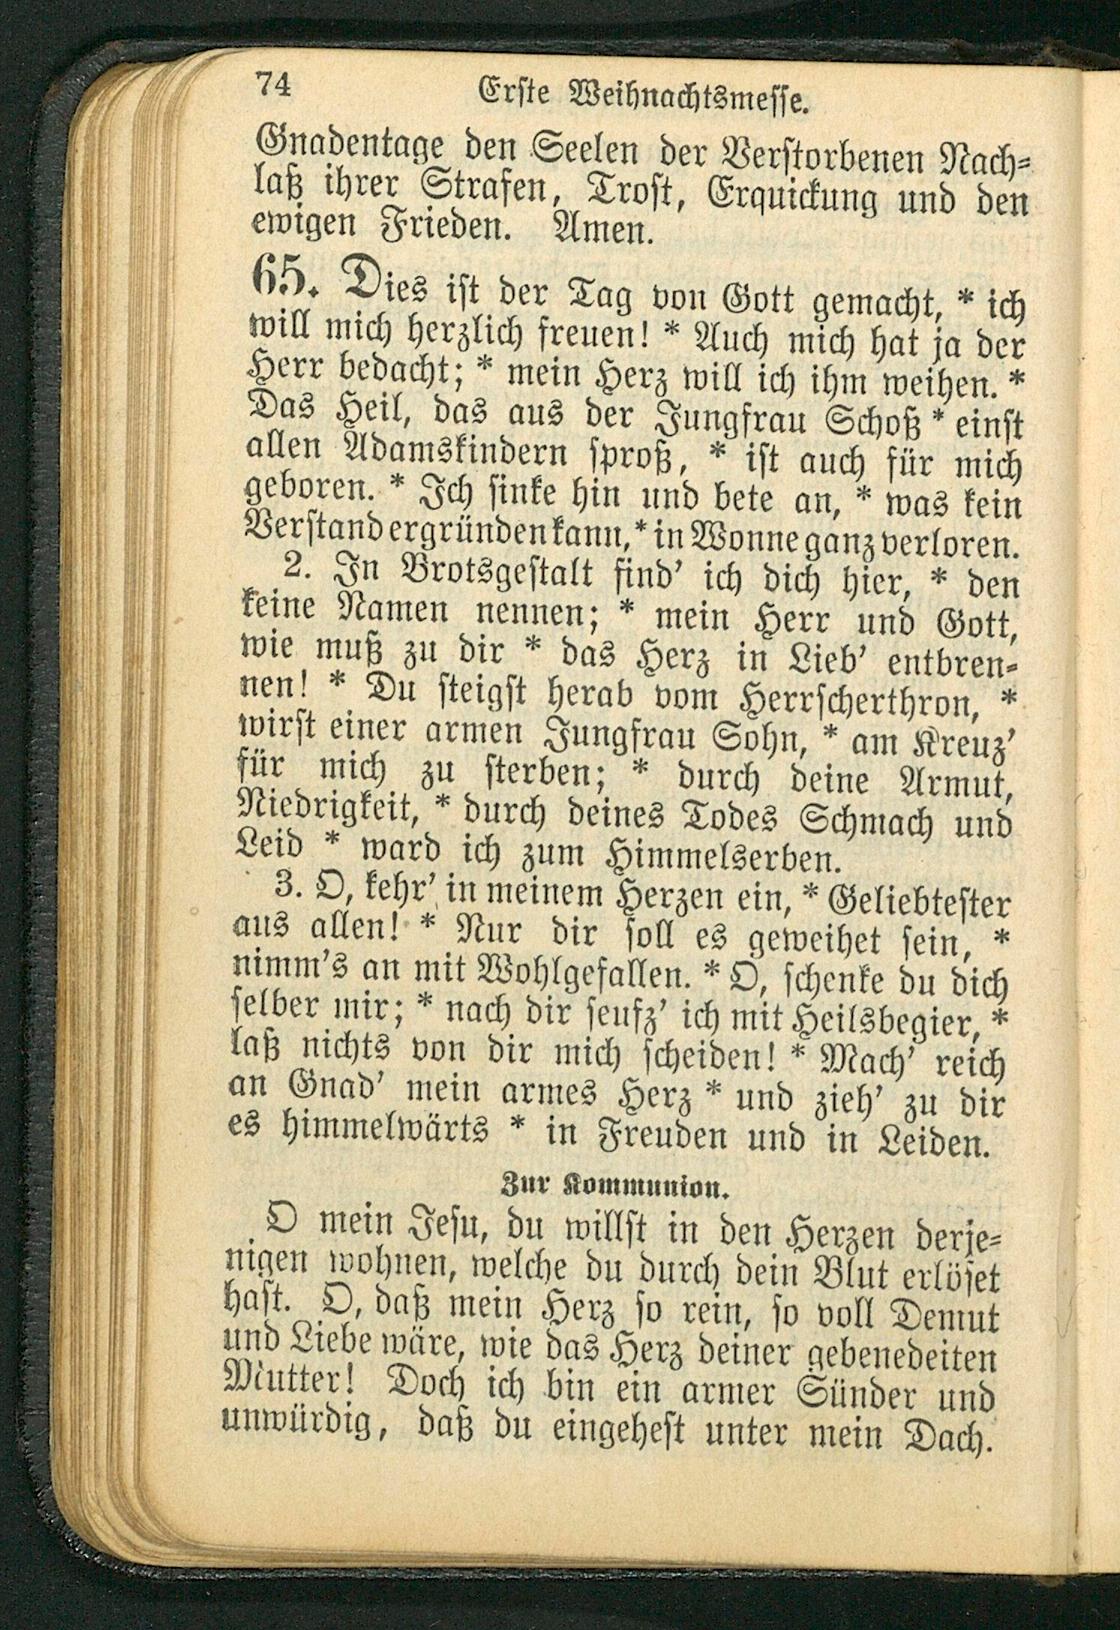 74 Erste Weihnachtsmesse.
Gnadentage den Seelen der Verstorbenen Nach-
laß ihrer Strafen, Trost, Erquickung und den
ewigen Frieden. Amen.
65. Dies ist der Tag von Gott gemacht, * ich
will mich herzlich freuen! * Auch mich hat ja der
Herr bedacht; * mein Herz will ich ihm weihen. *
Das Heil, das aus der Jungfrau Schoß * einst
allen Adamskindern sproß, * ist auch für mich
geboren. * Ich sinke hin und bete an, * was kein
Verstand ergründen kann, * in Wonne ganz verloren.
2. In Brotsgestalt find' ich dich hier, * den
keine Namen nennen; * mein Herr und Gott,
wie muß zu dir * das Herz in Lieb' entbren-
nen! * Du steigst herab vom Herrscherthron, *
wirst einer armen Jungfrau Sohn, * am Kreuz'
für mich zu sterben; * durch deine Armut,
Niedrigkeit, * durch deines Todes Schmach und
Leid * ward ich zum Himmelserben.
3. O, kehr' in meinem Herzen ein, * Geliebtester
aus allen! * Nur dir soll es geweihet sein, *
nimm's an mit Wohlgefallen. * O, schenke du dich
selber mir; * nach dir seufz' ich mit Heilsbegier, *
laß nichts von dir mich scheiden! * Mach' reich
an Gnad' mein armes Herz * und zieh' zu dir
es himmelwärts * in Freuden und in Leiden.
Zur Kommunion.
O mein Jesu, du willst in den Herzen derje-
nigen wohnen, welche du durch dein Blut erlöset
hast. O, daß mein Herz so rein, so voll Demut
und Liebe wäre, wie das Herz deiner gebenedeiten
Mutter! Doch ich bin ein armer Sünder und
unwürdig, daß du eingehest unter mein Dach.